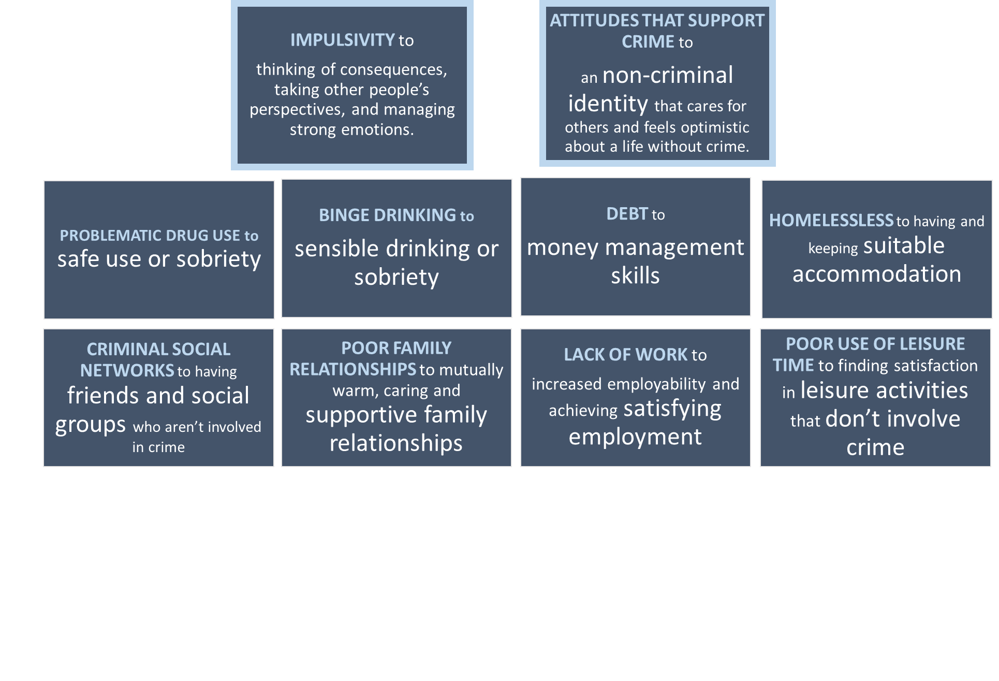 IMPULSIVITY to
thinking of consequences,
taking other people’s
perspectives, and managing
strong emotions.
ATTITUDES THAT SUPPORT
CRIME to
an non-criminal
identity that cares for
others and feels optimistic
about a life without crime.
PROBLEMATIC DRUG USE to
safe use or sobriety
BINGE DRINKING to
sensible drinking or
sobriety
DEBT to
money management
skills
HOMELESSLESS to having and
keeping suitable
accommodation
CRIMINAL SOCIAL
NETWORKS to having
friends and social
groups who aren’t involved
in crime
POOR FAMILY
RELATIONSHIPS to mutually
warm, caring and
supportive family
relationships
LACK OF WORK to
increased employability and
achieving satisfying
employment
POOR USE OF LEISURE
TIME to finding satisfaction
in leisure activities
that don’t involve
crime